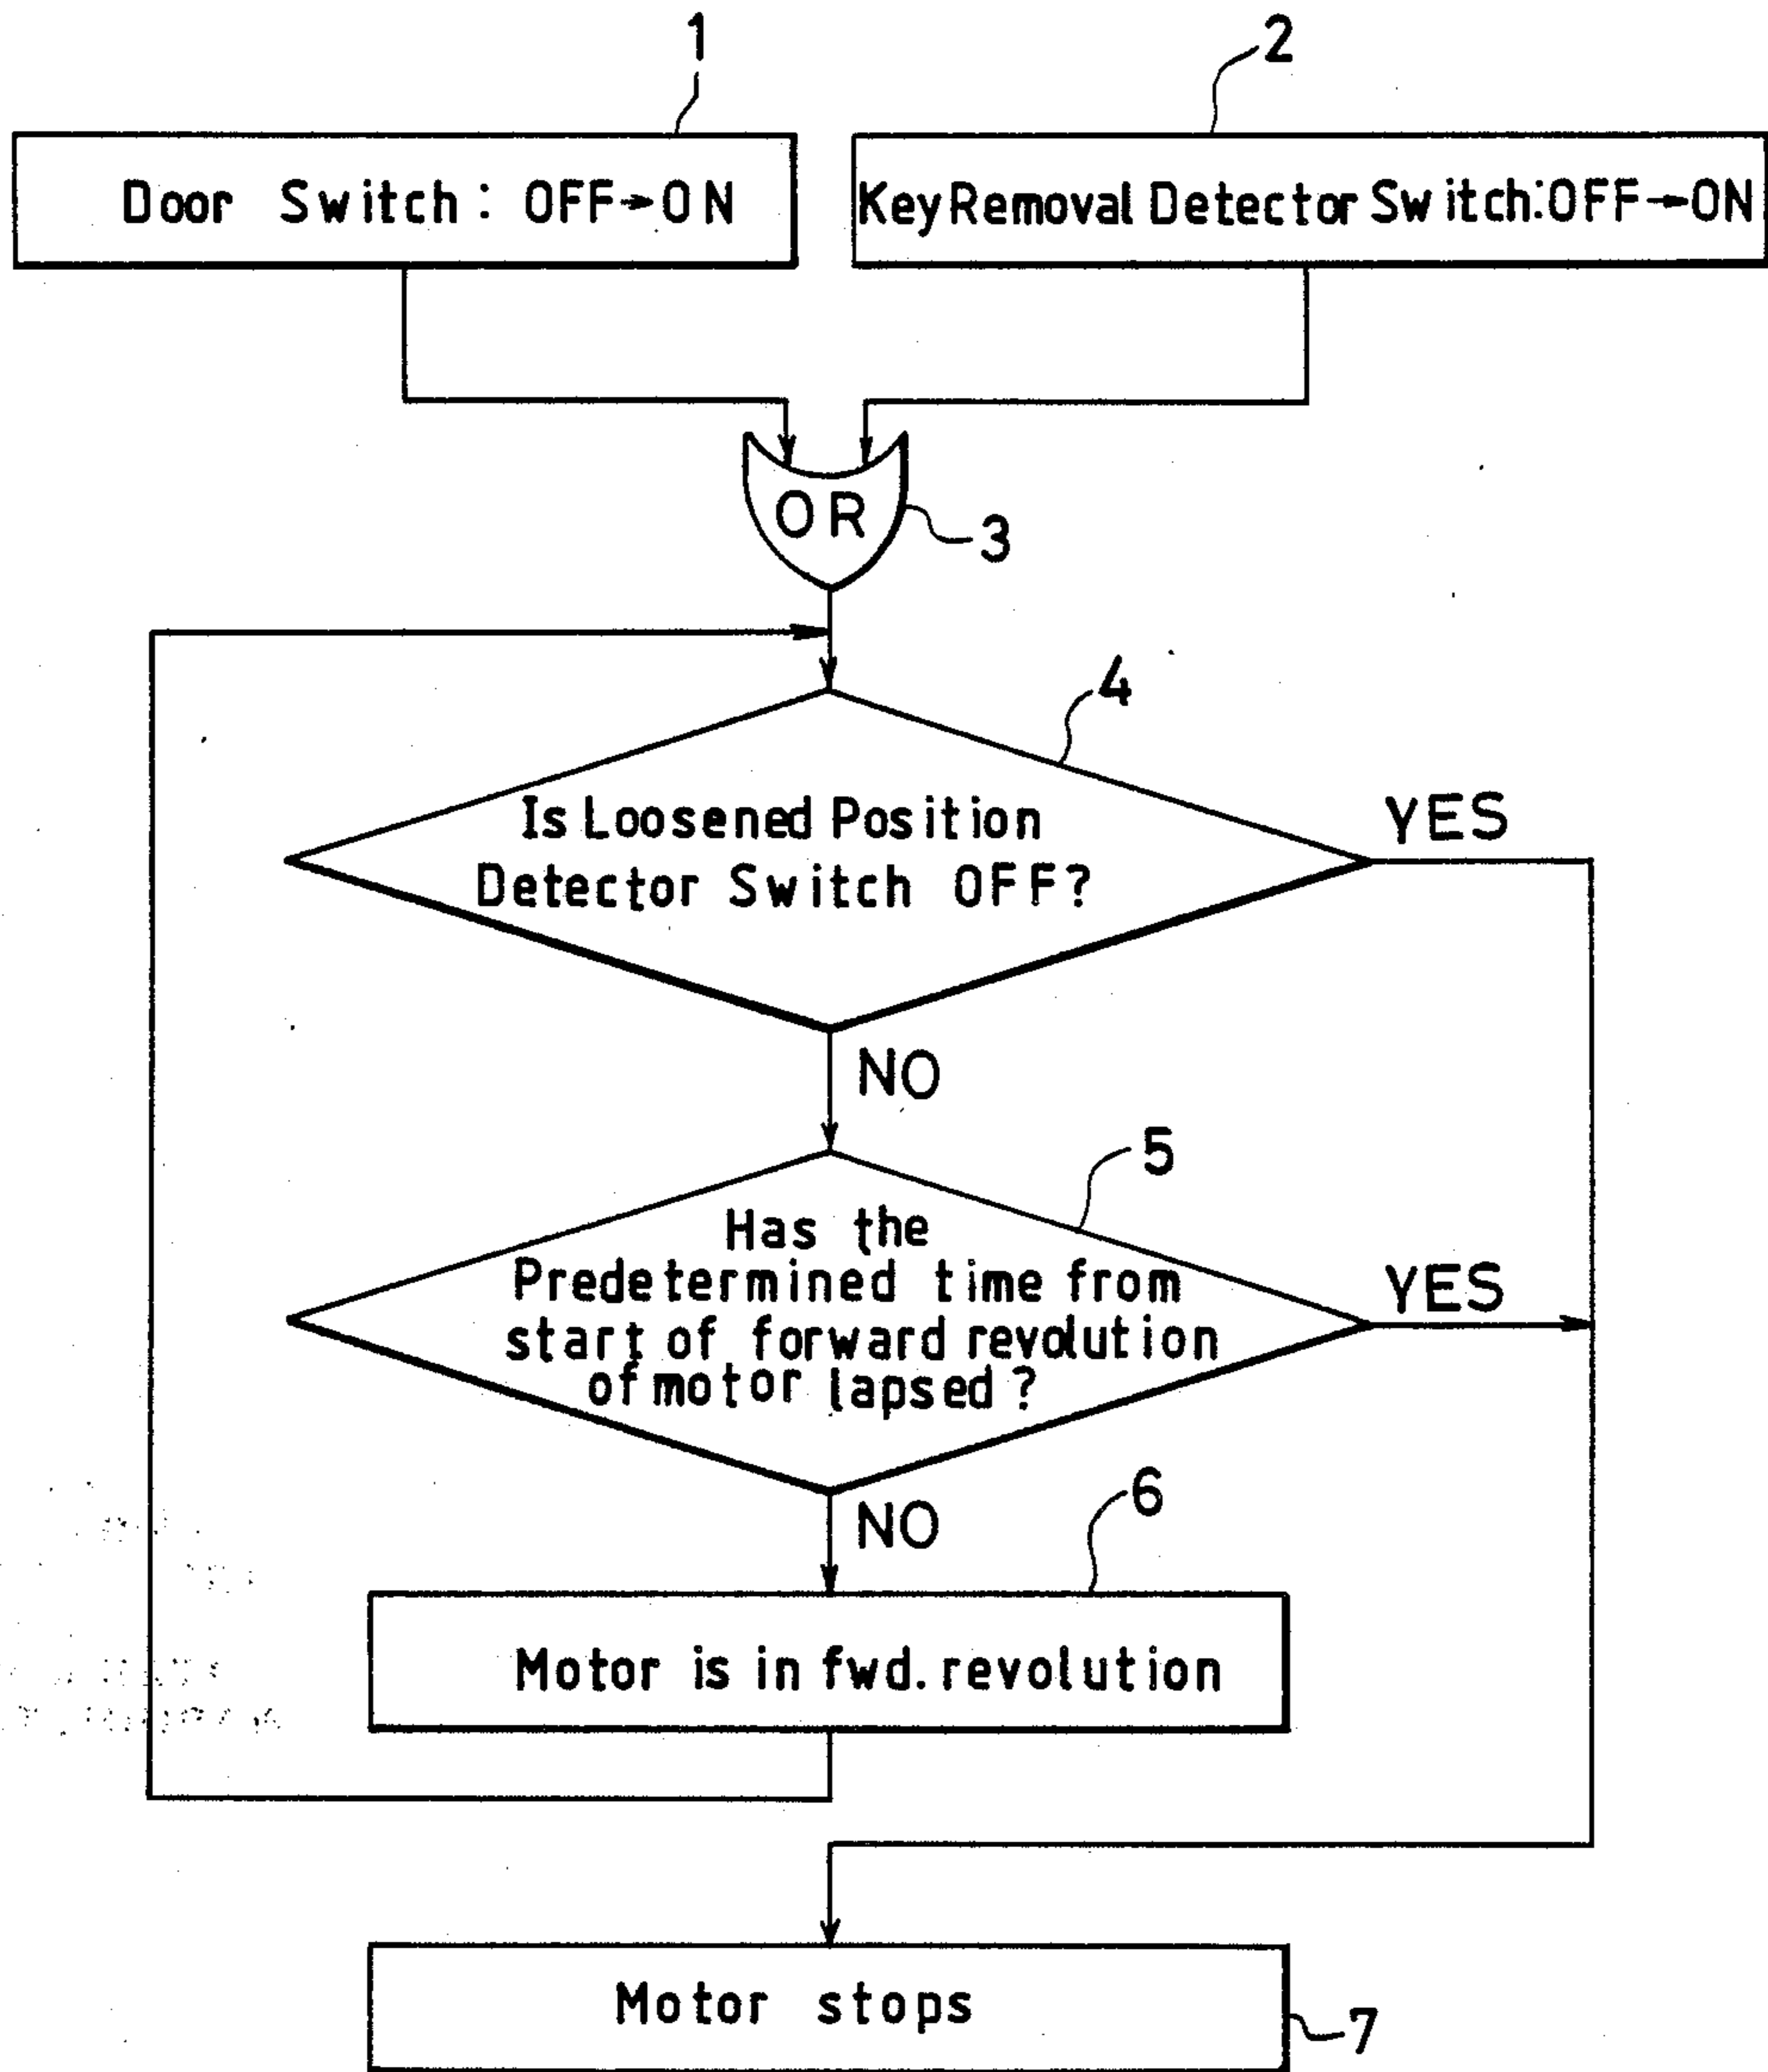 1
2
Door Switch: OFF→ON
Key Removal Detector Switch: OFF→ON
OR
3
4
Is Loosened Position
Detector Switch OFF?
YES
NO
5
Has the
Predetermined time from
start of forward revolution
of motor lapsed?
YES
NO
6
Motor is in fwd. revolution
Motor stops
7